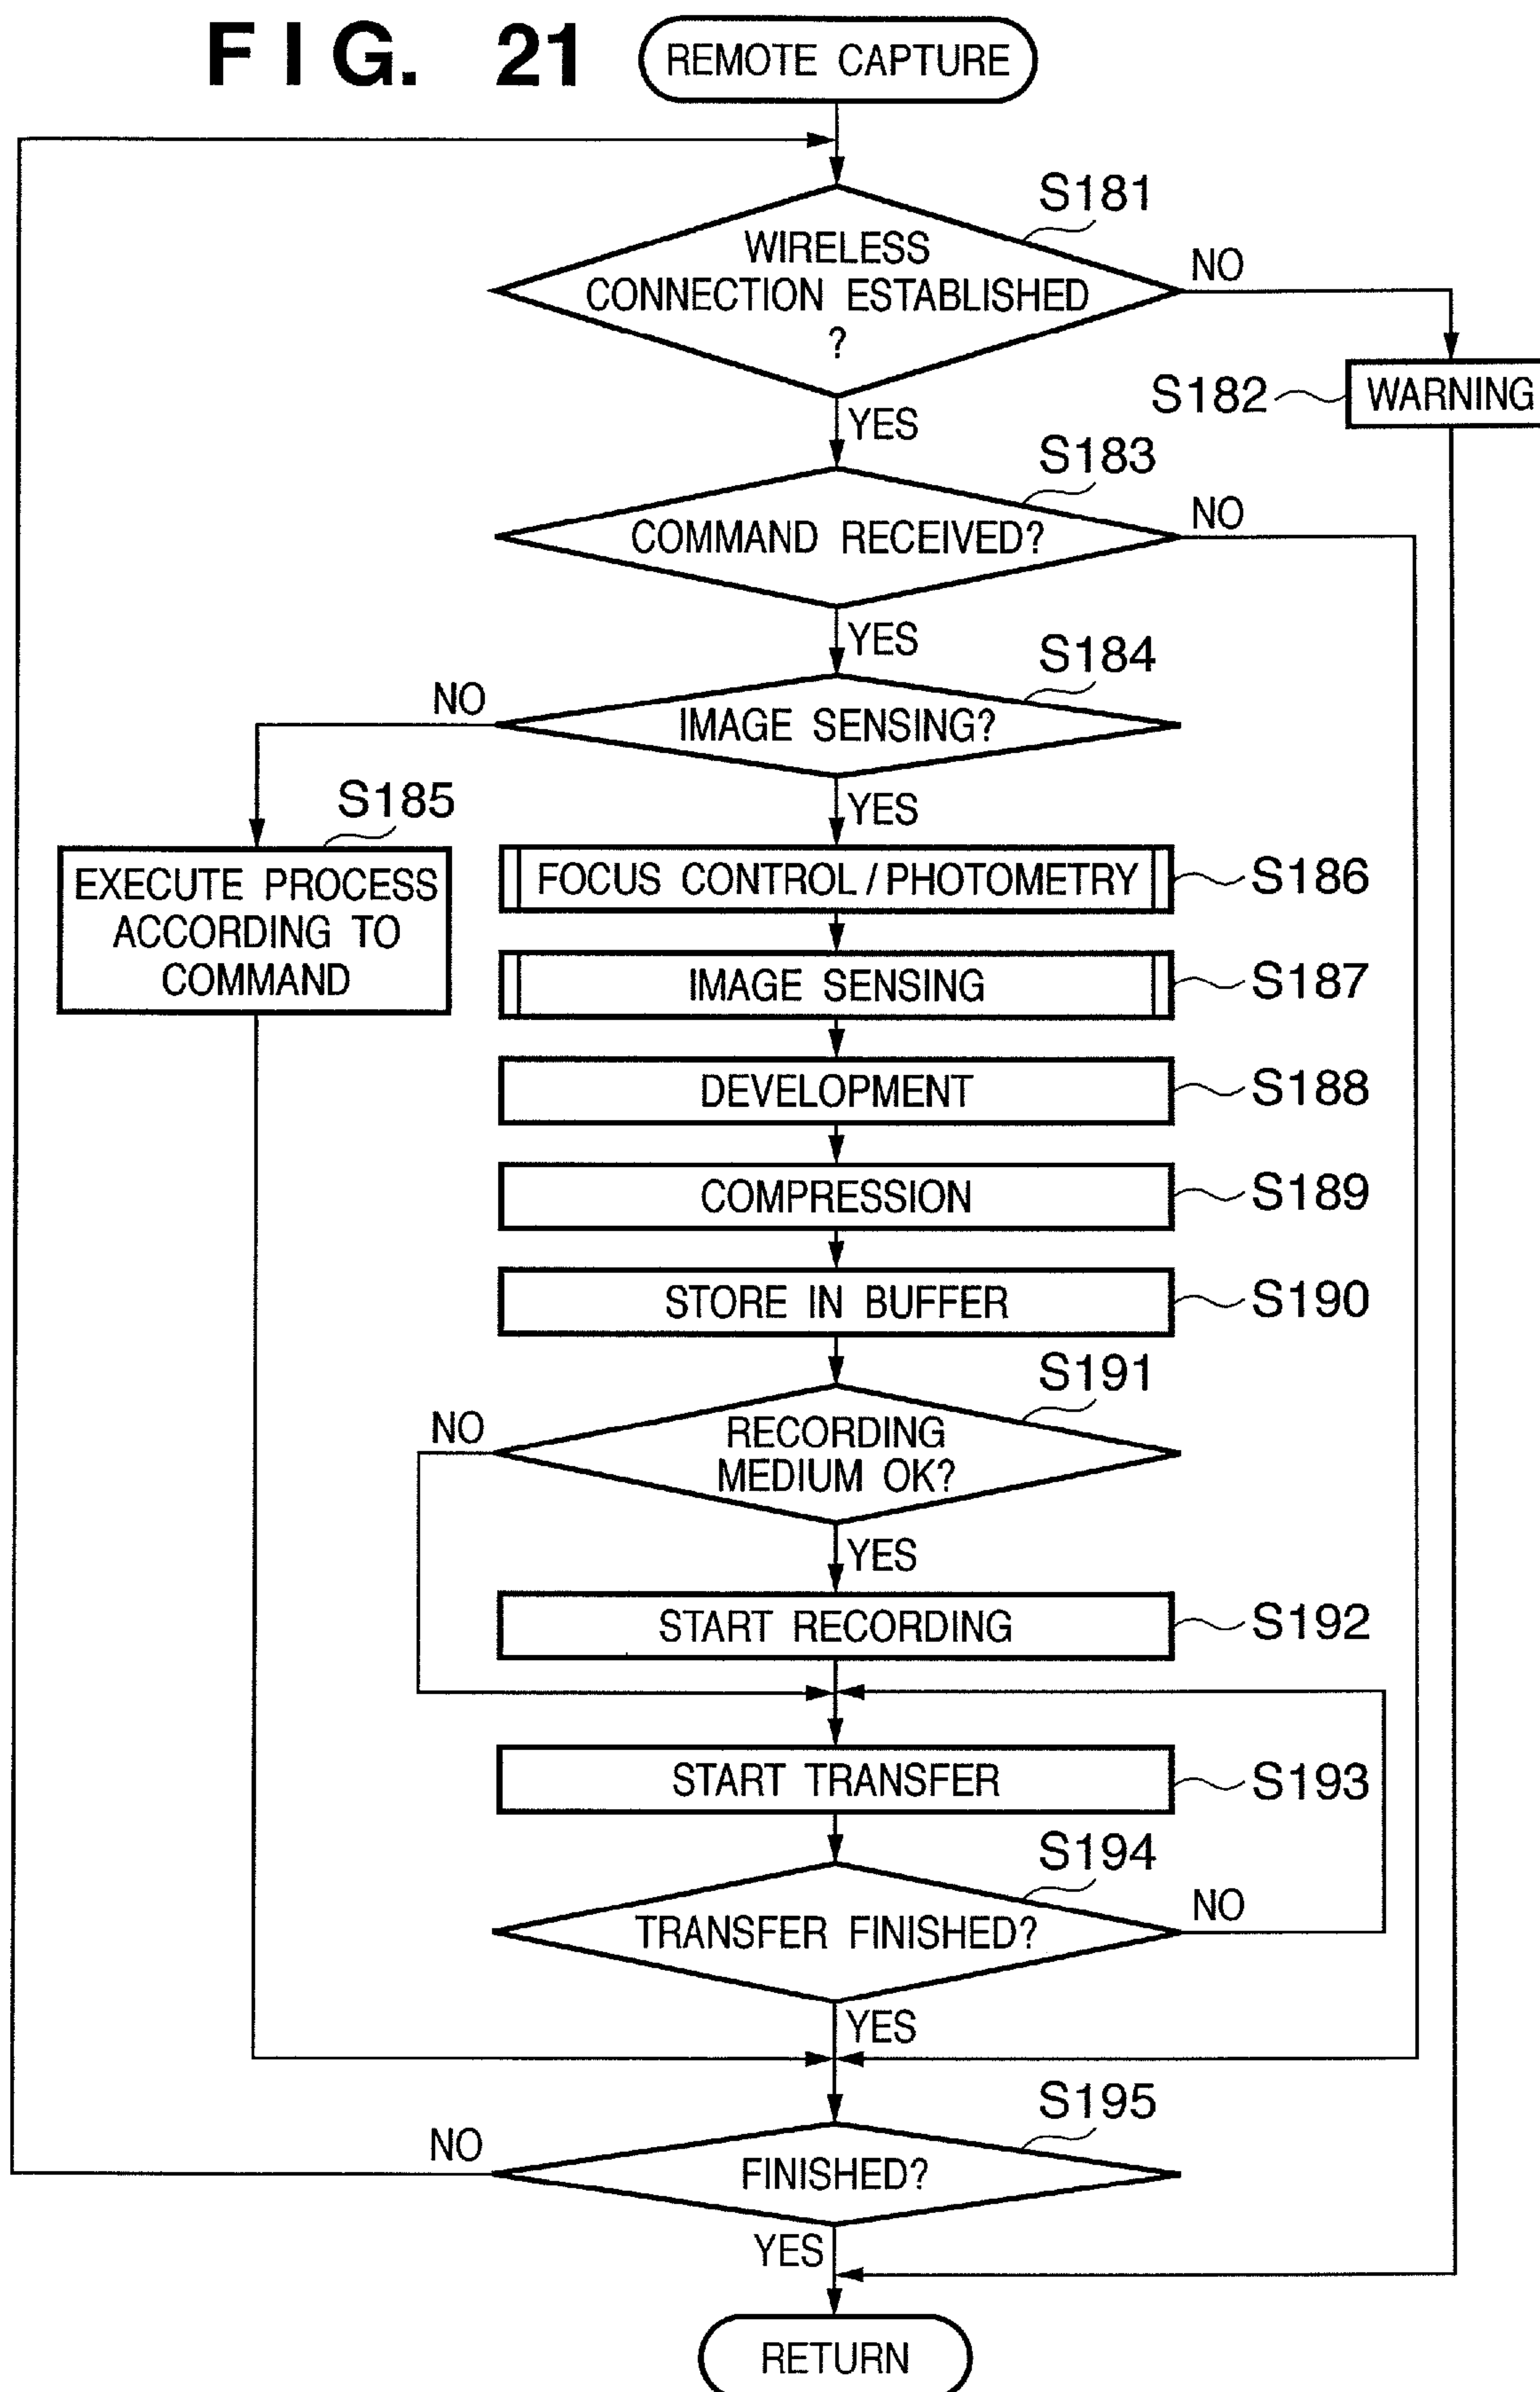 FIG. 21
REMOTE CAPTURE
S181
WIRELESS
CONNECTION ESTABLISHED
?
NO
S182
WARNING
YES
S183
COMMAND RECEIVED?
NO
YES
S184
NO
IMAGE SENSING?
YES
S185
EXECUTE PROCESS
ACCORDING TO
COMMAND
FOCUS CONTROL/PHOTOMETRY
S186
IMAGE SENSING
S187
DEVELOPMENT
S188
COMPRESSION
S189
STORE IN BUFFER
S190
S191
NO
RECORDING
MEDIUM OK?
YES
START RECORDING
S192
START TRANSFER
S193
S194
TRANSFER FINISHED?
NO
YES
S195
NO
FINISHED?
YES
RETURN